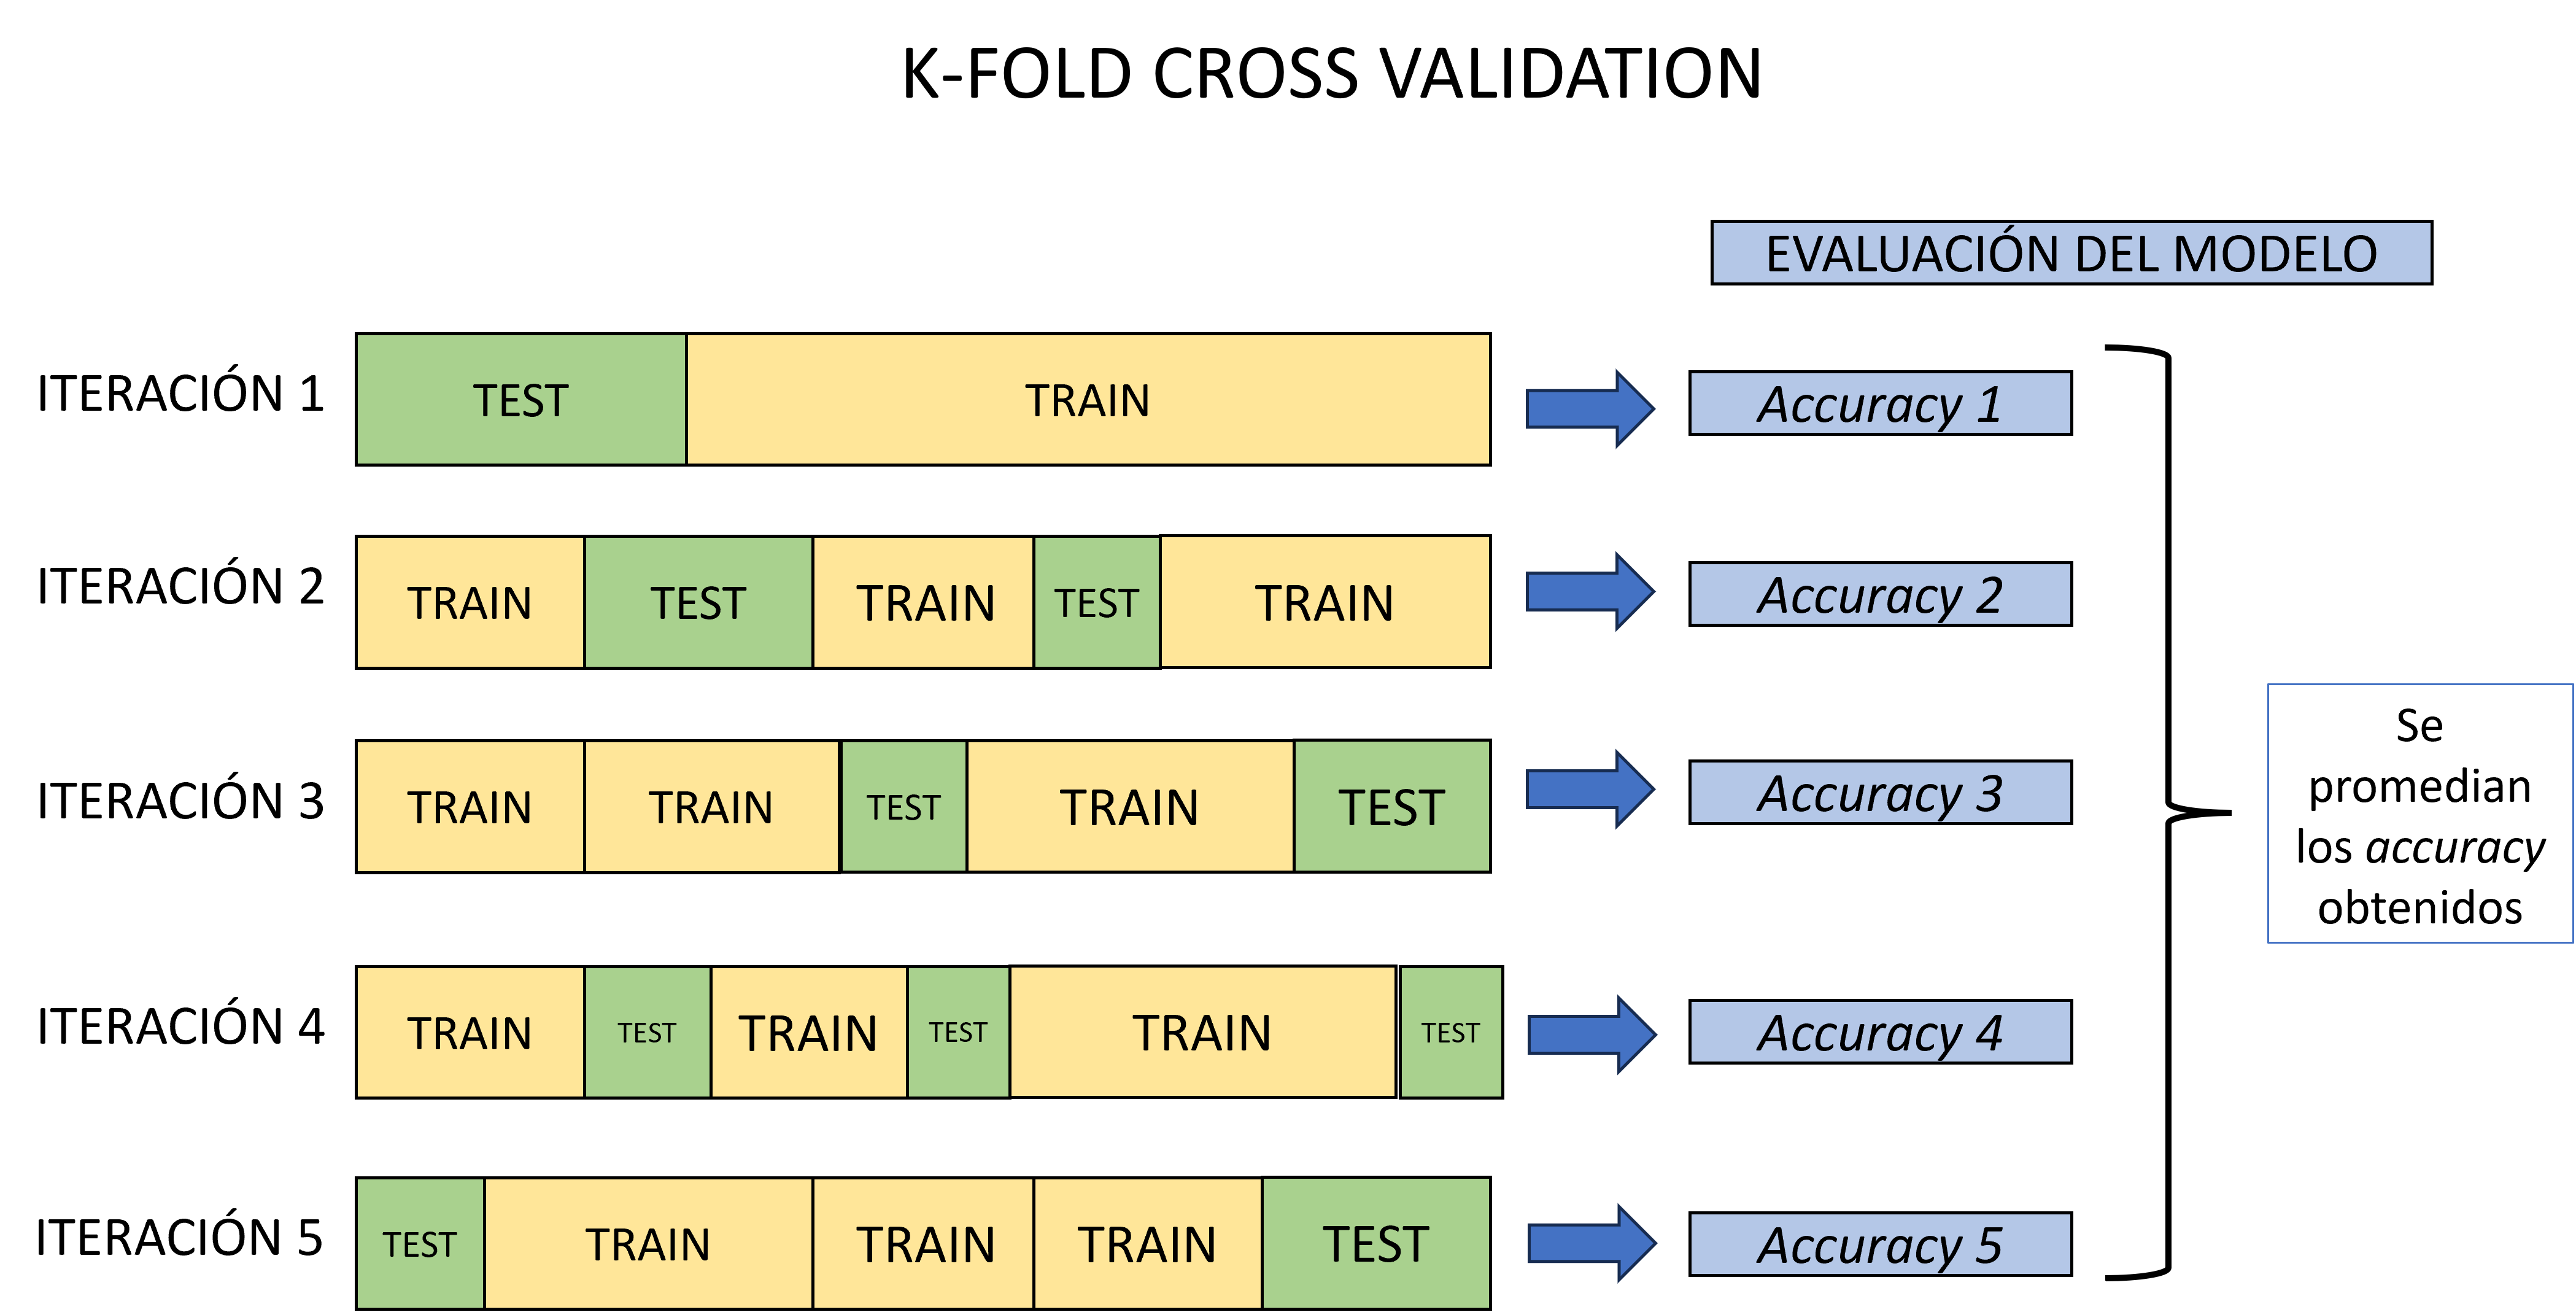 K-FOLD CROSS VALIDATION
EVALUACIÓN DEL MODELO
ITERACIÓN 1 TEST TRAIN Accuracy 1
ITERACIÓN 2 TRAIN TEST TRAIN TEST TRAIN Accuracy 2
ITERACIÓN 3 TRAIN TRAIN TEST TRAIN TEST Accuracy 3
ITERACIÓN 4 TRAIN TEST TRAIN TEST TRAIN TEST Accuracy 4
ITERACIÓN 5 TEST TRAIN TRAIN TRAIN TEST Accuracy 5
Se
promedian
los accuracy
obtenidos